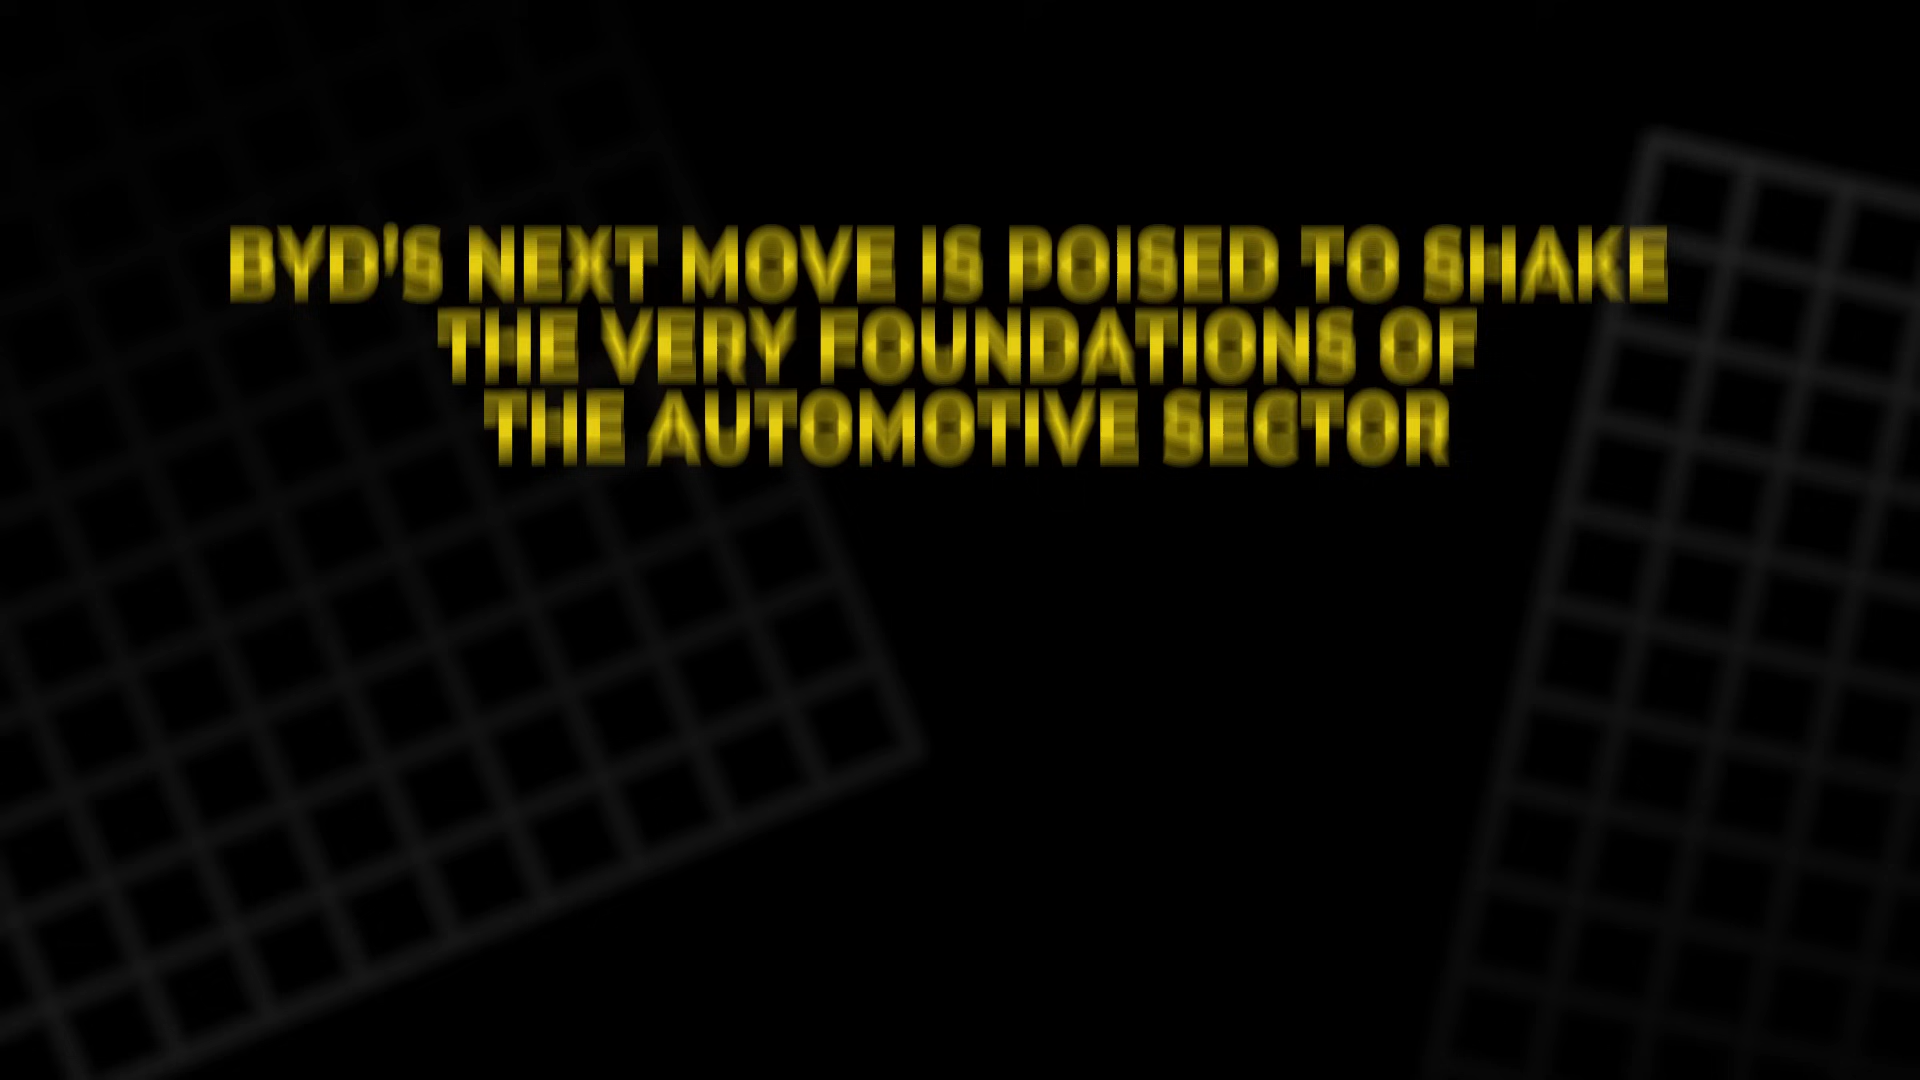 BYD'S NEXT MOVE IS POISED TO SHAKE
THE VERY FOUNDATIONS OF
THE AUTOMOTIVE SECTOR